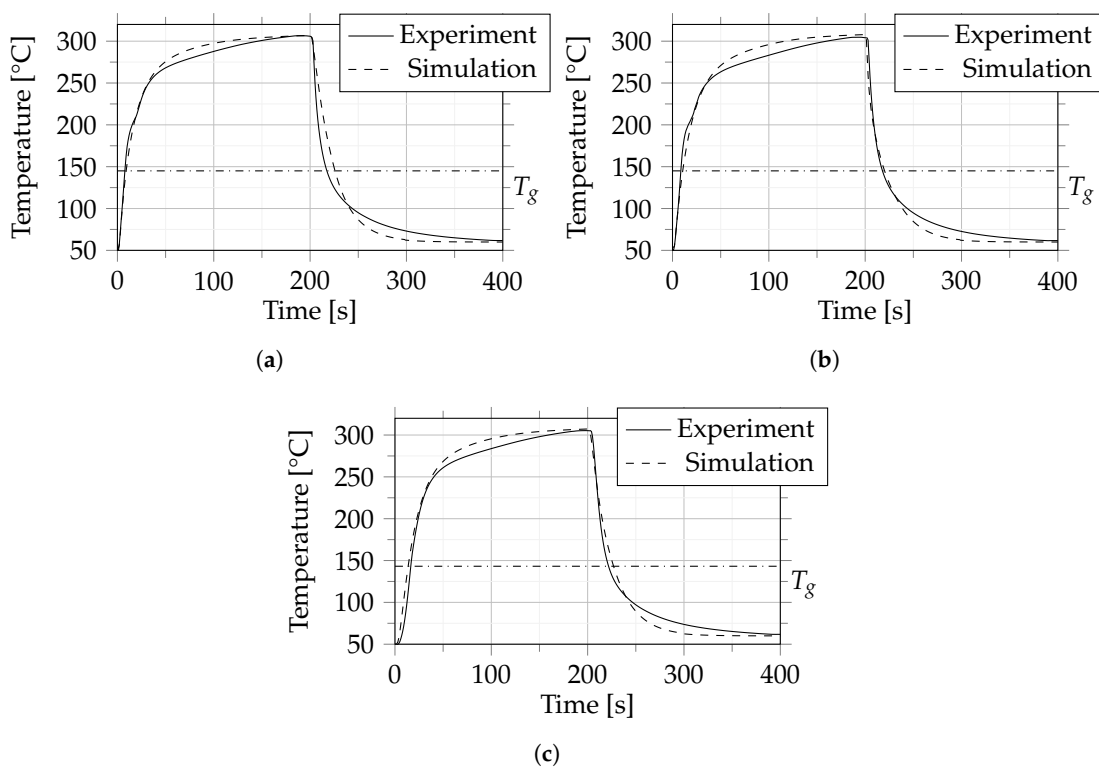 Experiment
Simulation
Temperature [°C]
300
250
200
150
100
50
T_g
0 100 200 300 400
Time [s]
(a)
Experiment
Simulation
Temperature [°C]
300
250
200
150
100
50
T_g
0 100 200 300 400
Time [s]
(b)
Experiment
Simulation
Temperature [°C]
300
250
200
150
100
50
T_g
0 100 200 300 400
Time [s]
(c)